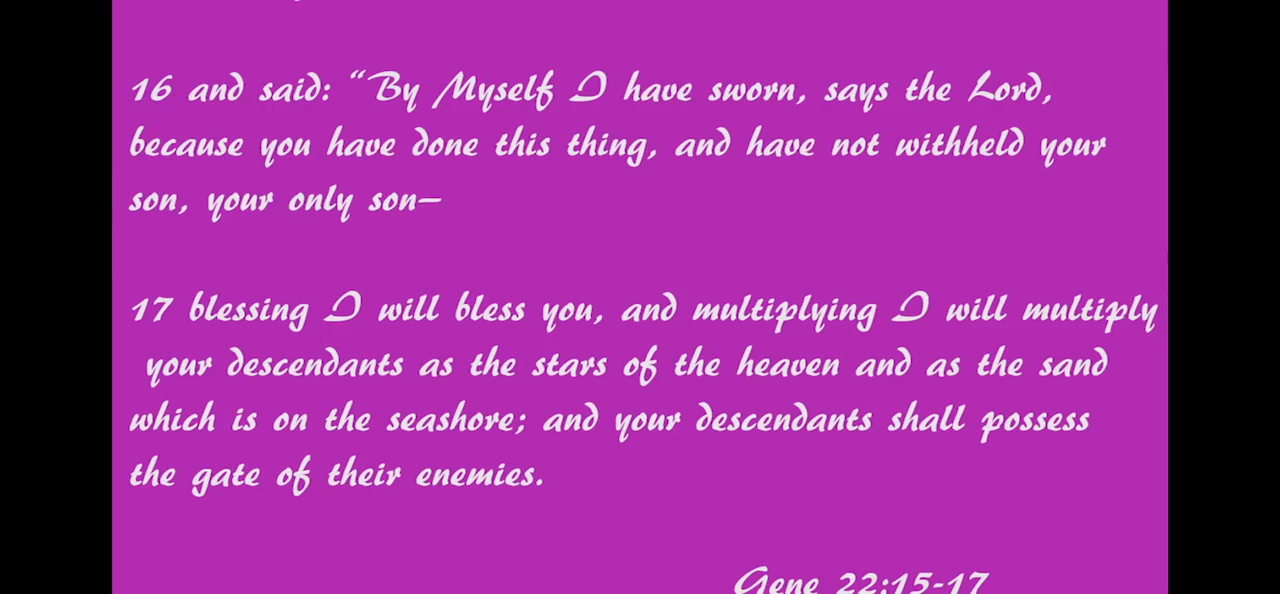 16 and said: “By Myself I have sworn, says the Lord,
because you have done this thing, and have not withheld your
son, your only son—
17 blessing I will bless you, and multiplying I will multiply
your descendants as the stars of the heaven and as the sand
which is on the seashore; and your descendants shall possess
the gate of their enemies.
Gene 22:15-17